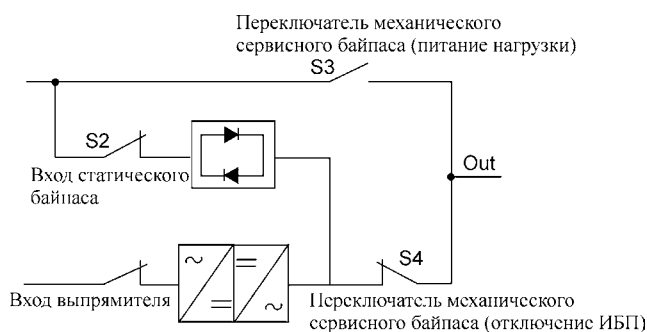 Переключатель механического
сервисного байпаса (питание нагрузки)
S3
S2
Вход статического
байпаса
Out
S4
Вход выпрямителя
Переключатель механического
сервисного байпаса (отключение ИБП)